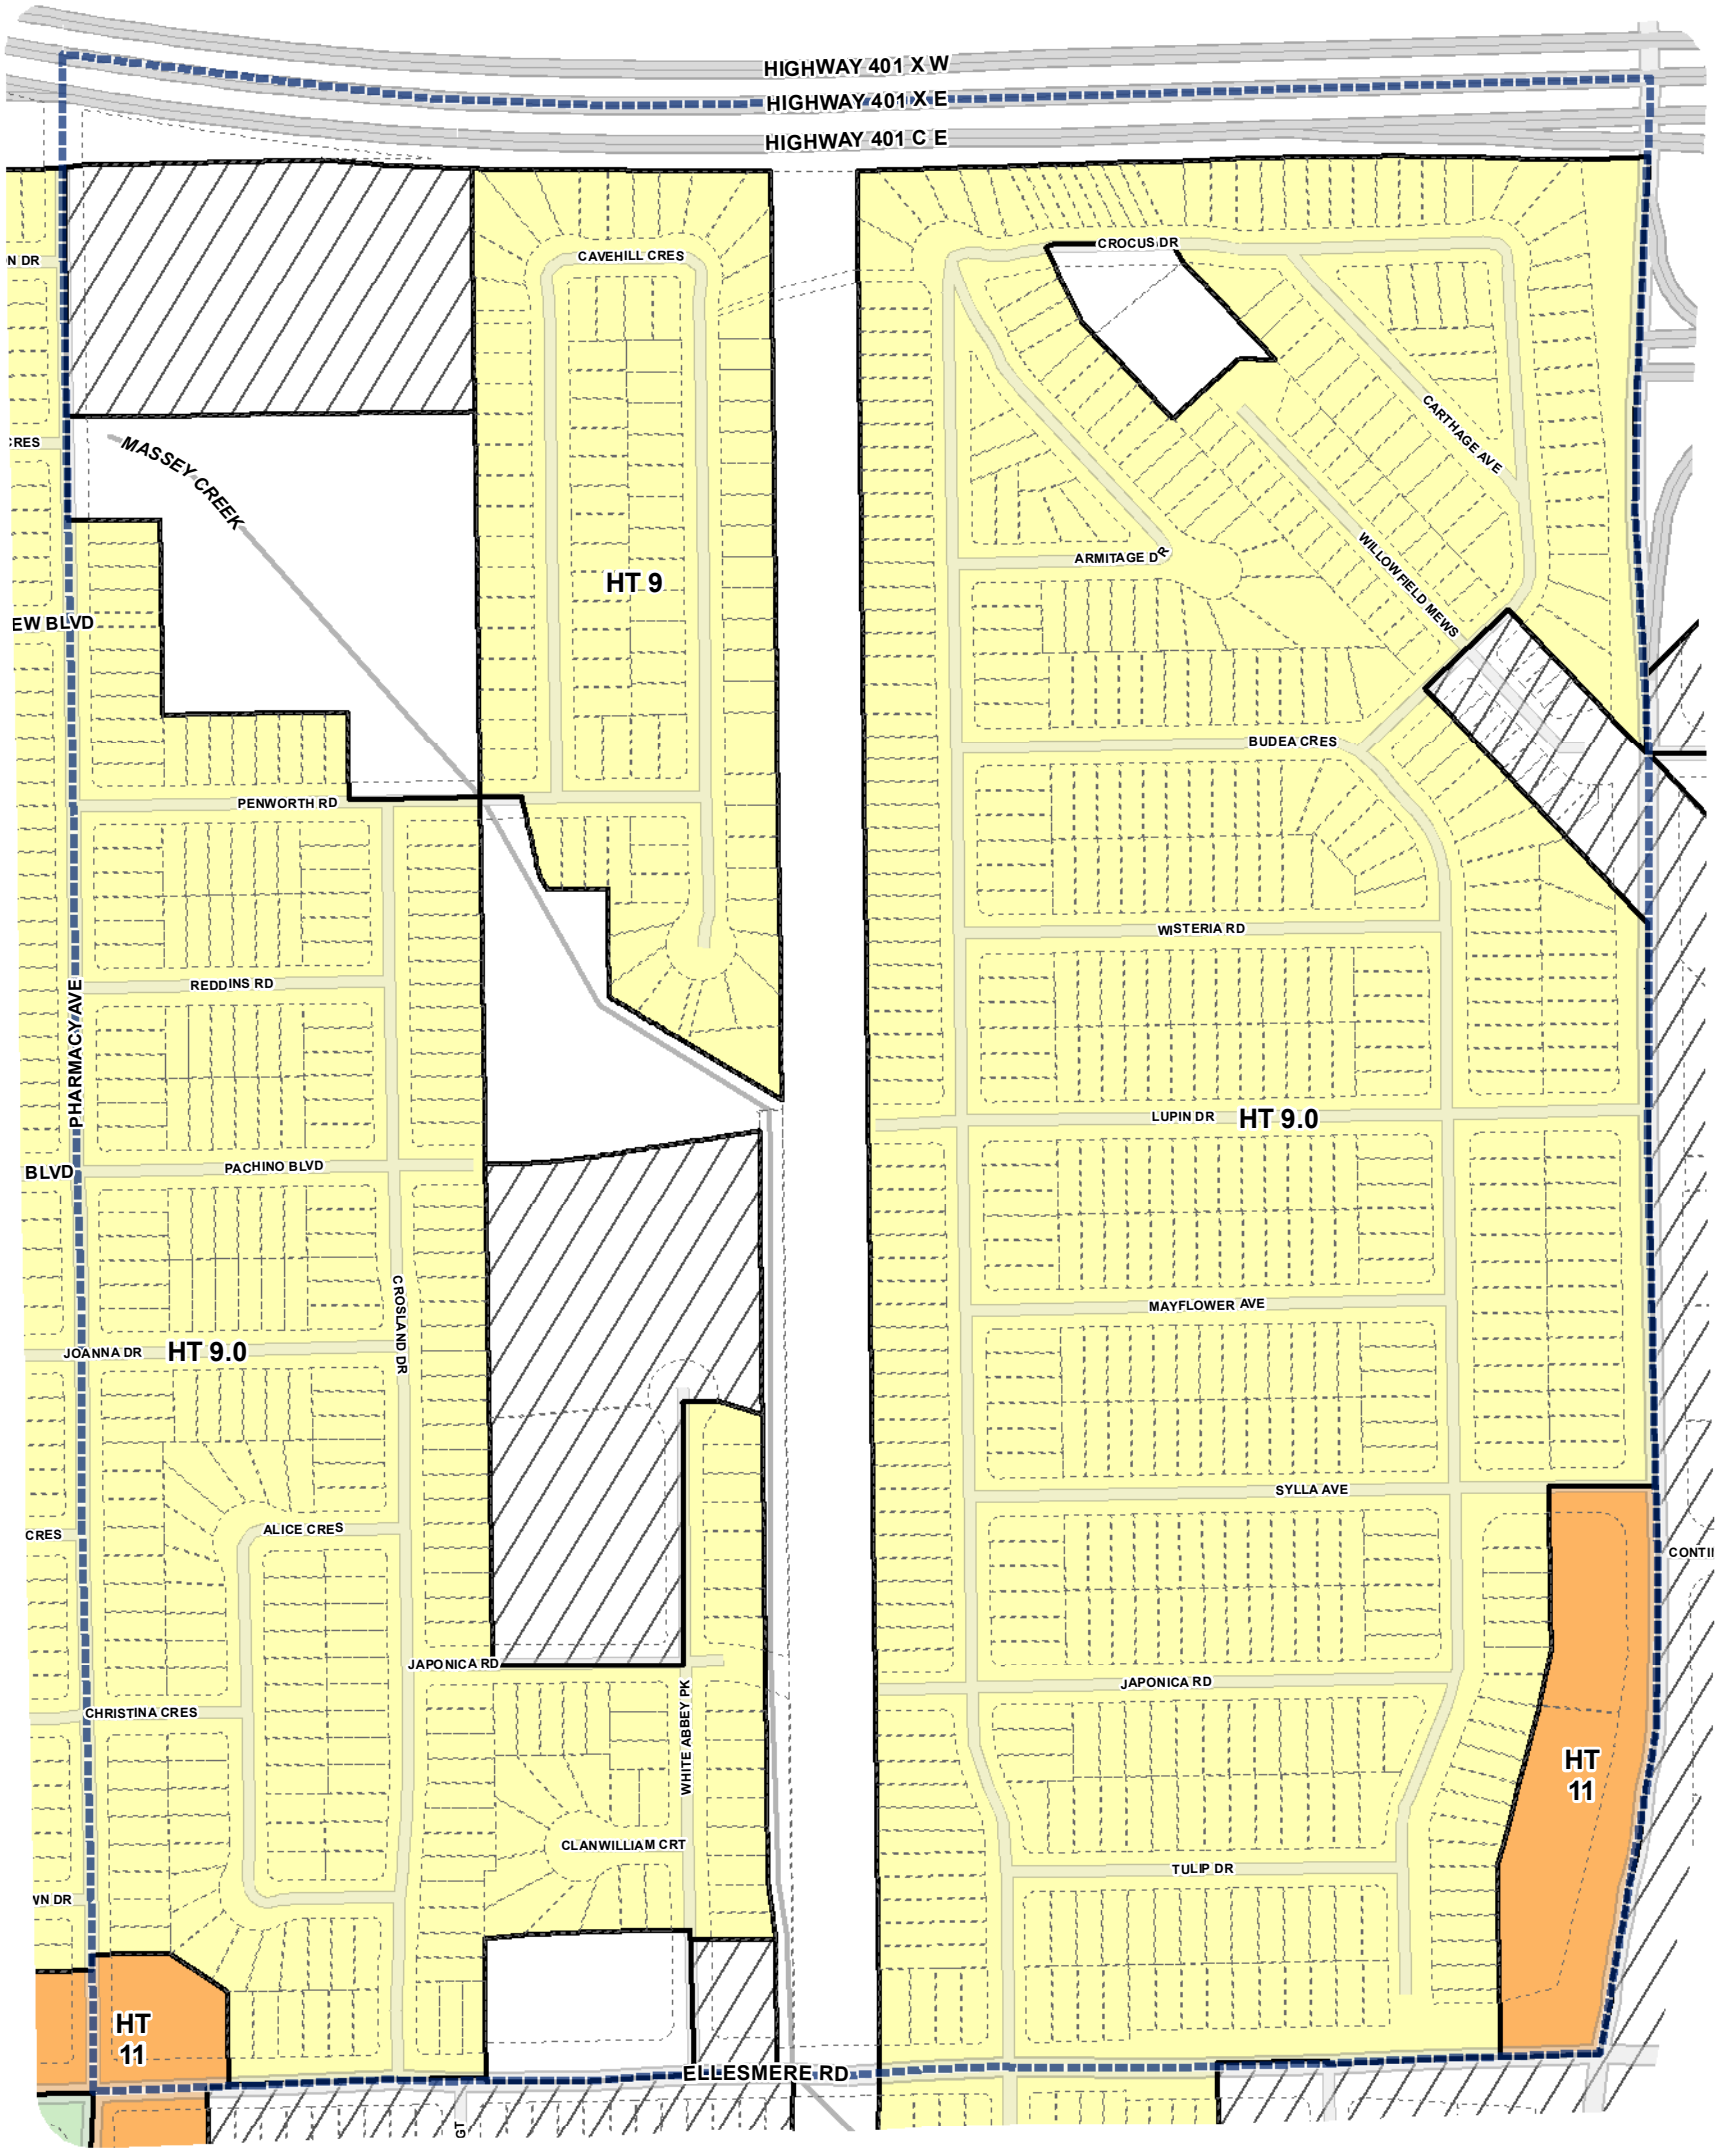 HIGHWAY 401 X W
HIGHWAY 401 X E
HIGHWAY 401 C E
CROCUS DR
CAVEHILL CRES
N DR
CARTHAGE AVE
CRES
MASSEY CREEK
ARMITAGE DR
HT 9
WILLOWFIELD MEWS
EW BLVD
BUDEA CRES
PENWORTH RD
WISTERIA RD
REDDINS RD
PHARMACY AVE
LUPIN DR
HT 9.0
BLVD
PACHINO BLVD
CROSLAND DR
MAYFLOWER AVE
JOANNA DR
HT 9.0
SYLLA AVE
CRES
ALICE CRES
CONTI
JAPONICA RD
JAPONICA RD
CHRISTINA CRES
WHITE ABBEY PK
HT
11
CLANWILLIAM CRT
TULIP DR
WN DR
HT
11
ELLESMERE RD
GT